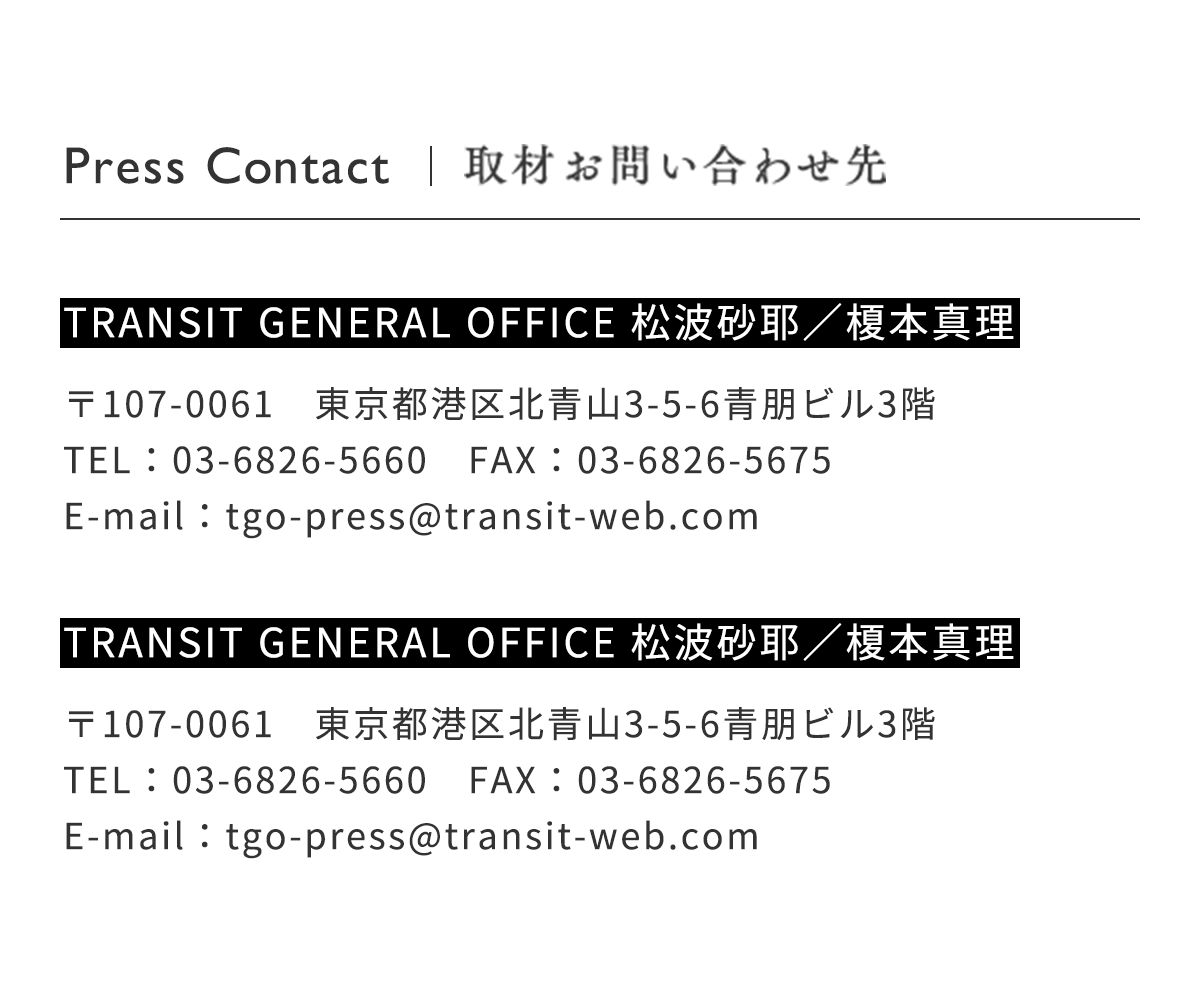 Press Contact | 取材お問い合わせ先
TRANSIT GENERAL OFFICE 松波砂耶／榎本真理
〒107-0061　東京都港区北青山3-5-6青朋ビル3階
TEL：03-6826-5660　FAX：03-6826-5675
E-mail：tgo-press@transit-web.com
TRANSIT GENERAL OFFICE 松波砂耶／榎本真理
〒107-0061　東京都港区北青山3-5-6青朋ビル3階
TEL：03-6826-5660　FAX：03-6826-5675
E-mail：tgo-press@transit-web.com